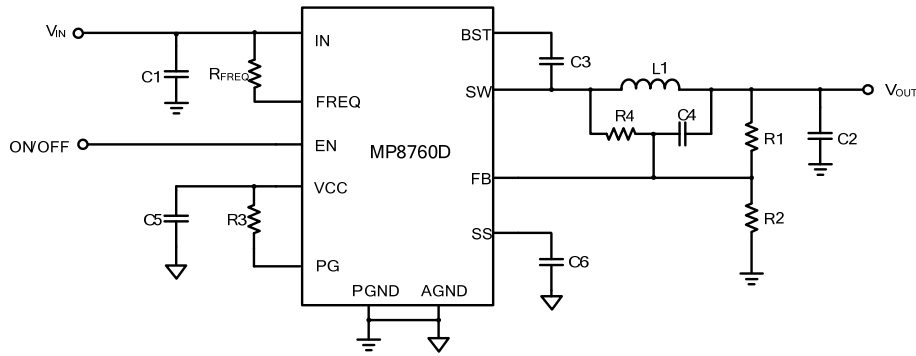 VIN
IN
BST
C1
RFREQ
C3
L1
SW
VOUT
FREQ
R4
C4
ON/OFF
EN
MP8760D
R1
C2
VCC
FB
C5
R3
R2
SS
PG
C6
PGND
AGND